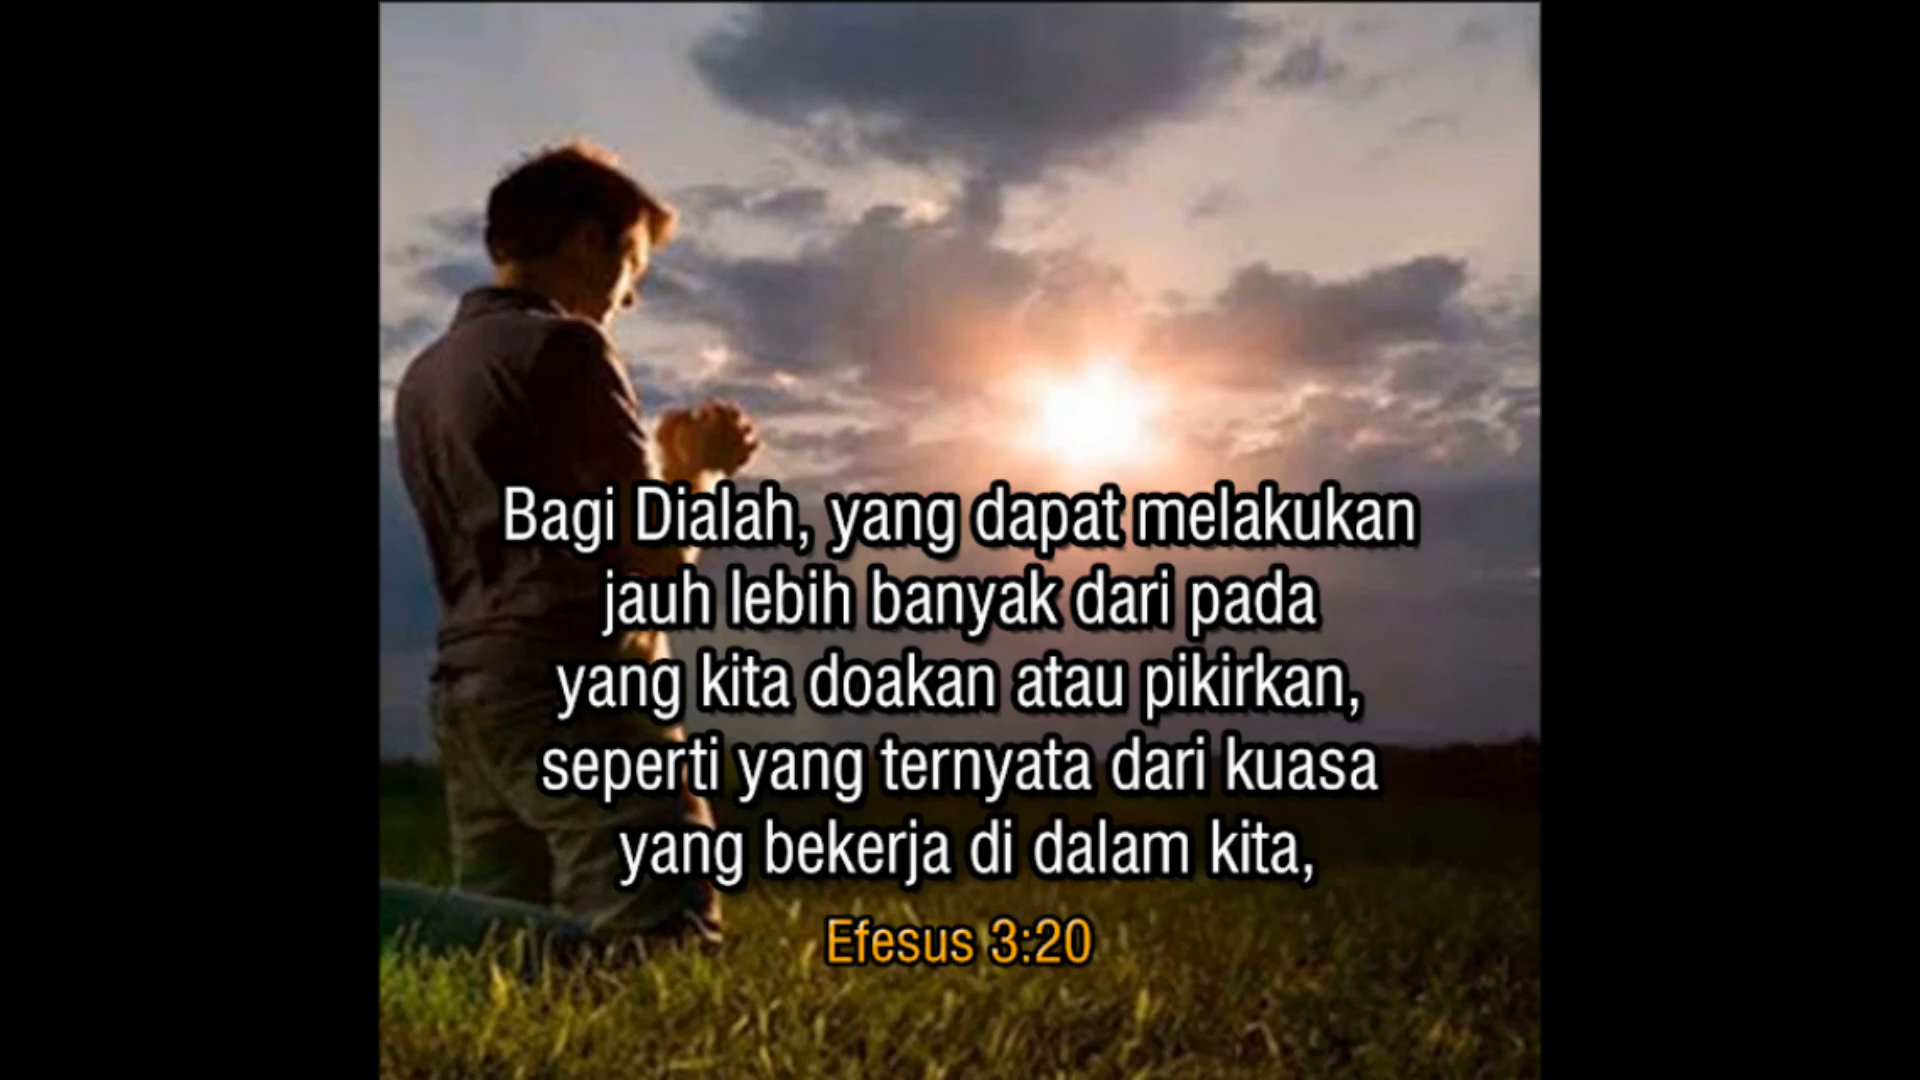 Bagi Dialah, yang dapat melakukan
jauh lebih banyak dari pada
yang kita doakan atau pikirkan,
seperti yang ternyata dari kuasa
yang bekerja di dalam kita,
Efesus 3:20